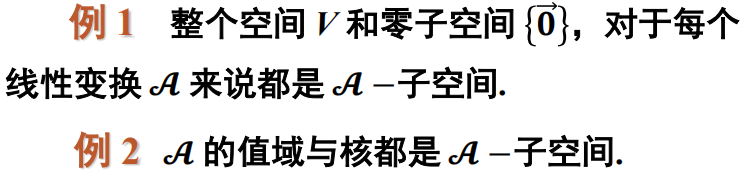 例 1 整个空间 V 和零子空间 {0⃗}，对于每个
线性变换 𝒜 来说都是 𝒜 −子空间.
例 2 𝒜 的值域与核都是 𝒜 −子空间.